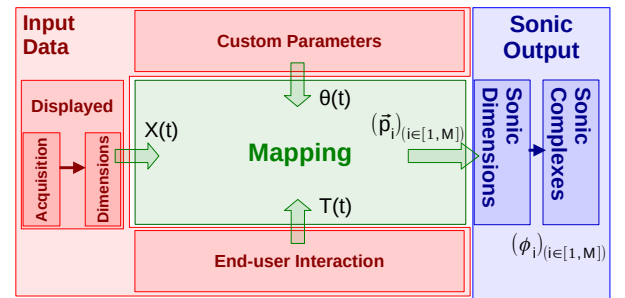 Input
Data
Custom Parameters
Sonic
Output
Displayed
Acquisition
Dimensions
X(t)
θ(t)
Mapping
T(t)
(p⃗ᵢ)₍ᵢ∈[1,M]₎
Sonic
Dimensions
Sonic
Complexes
(ϕᵢ)₍ᵢ∈[1,M]₎
End-user Interaction